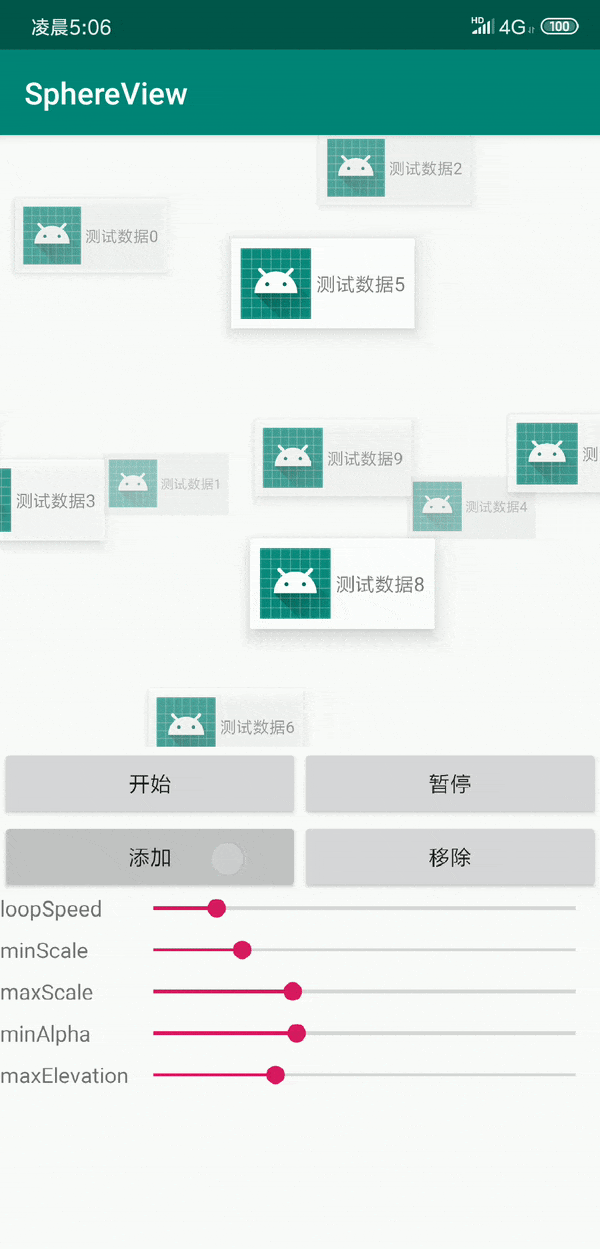 凌晨5:06
HD 4G 100
SphereView
测试数据2
测试数据0
测试数据5
测试数据9
测
测试数据3
测试数据1
测试数据4
测试数据8
测试数据6
开始
暂停
添加
移除
loopSpeed
minScale
maxScale
minAlpha
maxElevation